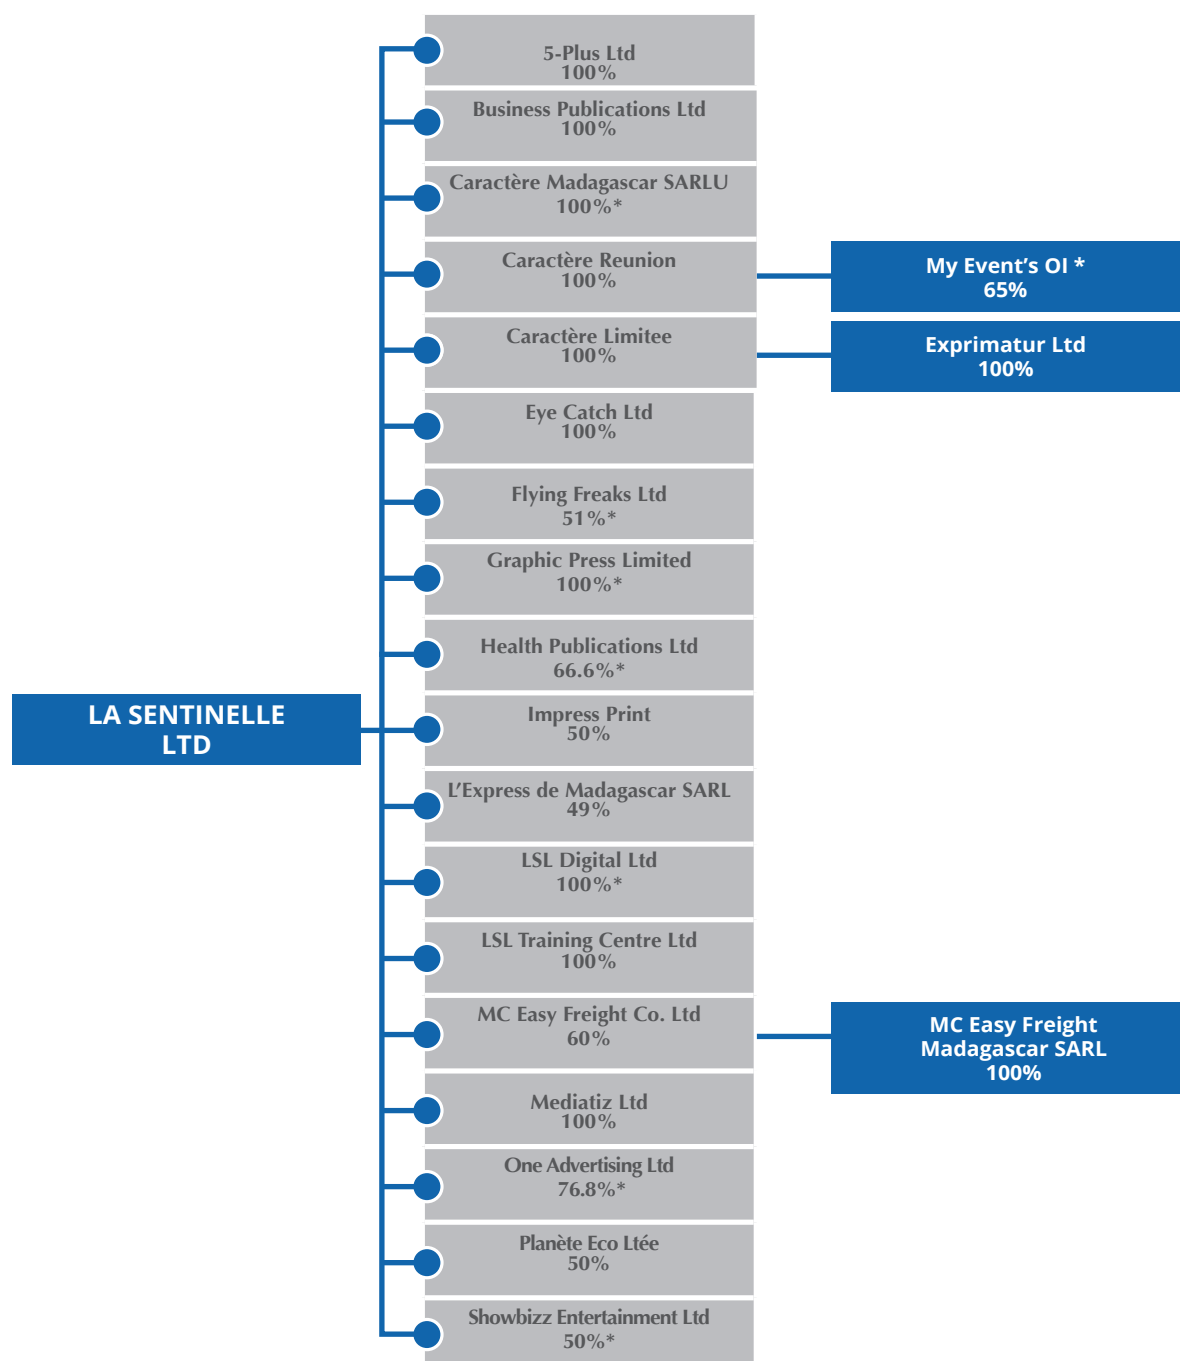 5-Plus Ltd
100%
Business Publications Ltd
100%
Caractère Madagascar SARLU
100%*
Caractère Reunion
100%
My Event's OI *
65%
Caractère Limitee
100%
Exprimatur Ltd
100%
Eye Catch Ltd
100%
Flying Freaks Ltd
51%*
Graphic Press Limited
100%*
Health Publications Ltd
66.6%*
LA SENTINELLE
LTD
Impress Print
50%
L'Express de Madagascar SARL
49%
LSL Digital Ltd
100%*
LSL Training Centre Ltd
100%
MC Easy Freight Co. Ltd
60%
MC Easy Freight
Madagascar SARL
100%
Mediatiz Ltd
100%
One Advertising Ltd
76.8%*
Planète Eco Ltée
50%
Showbizz Entertainment Ltd
50%*